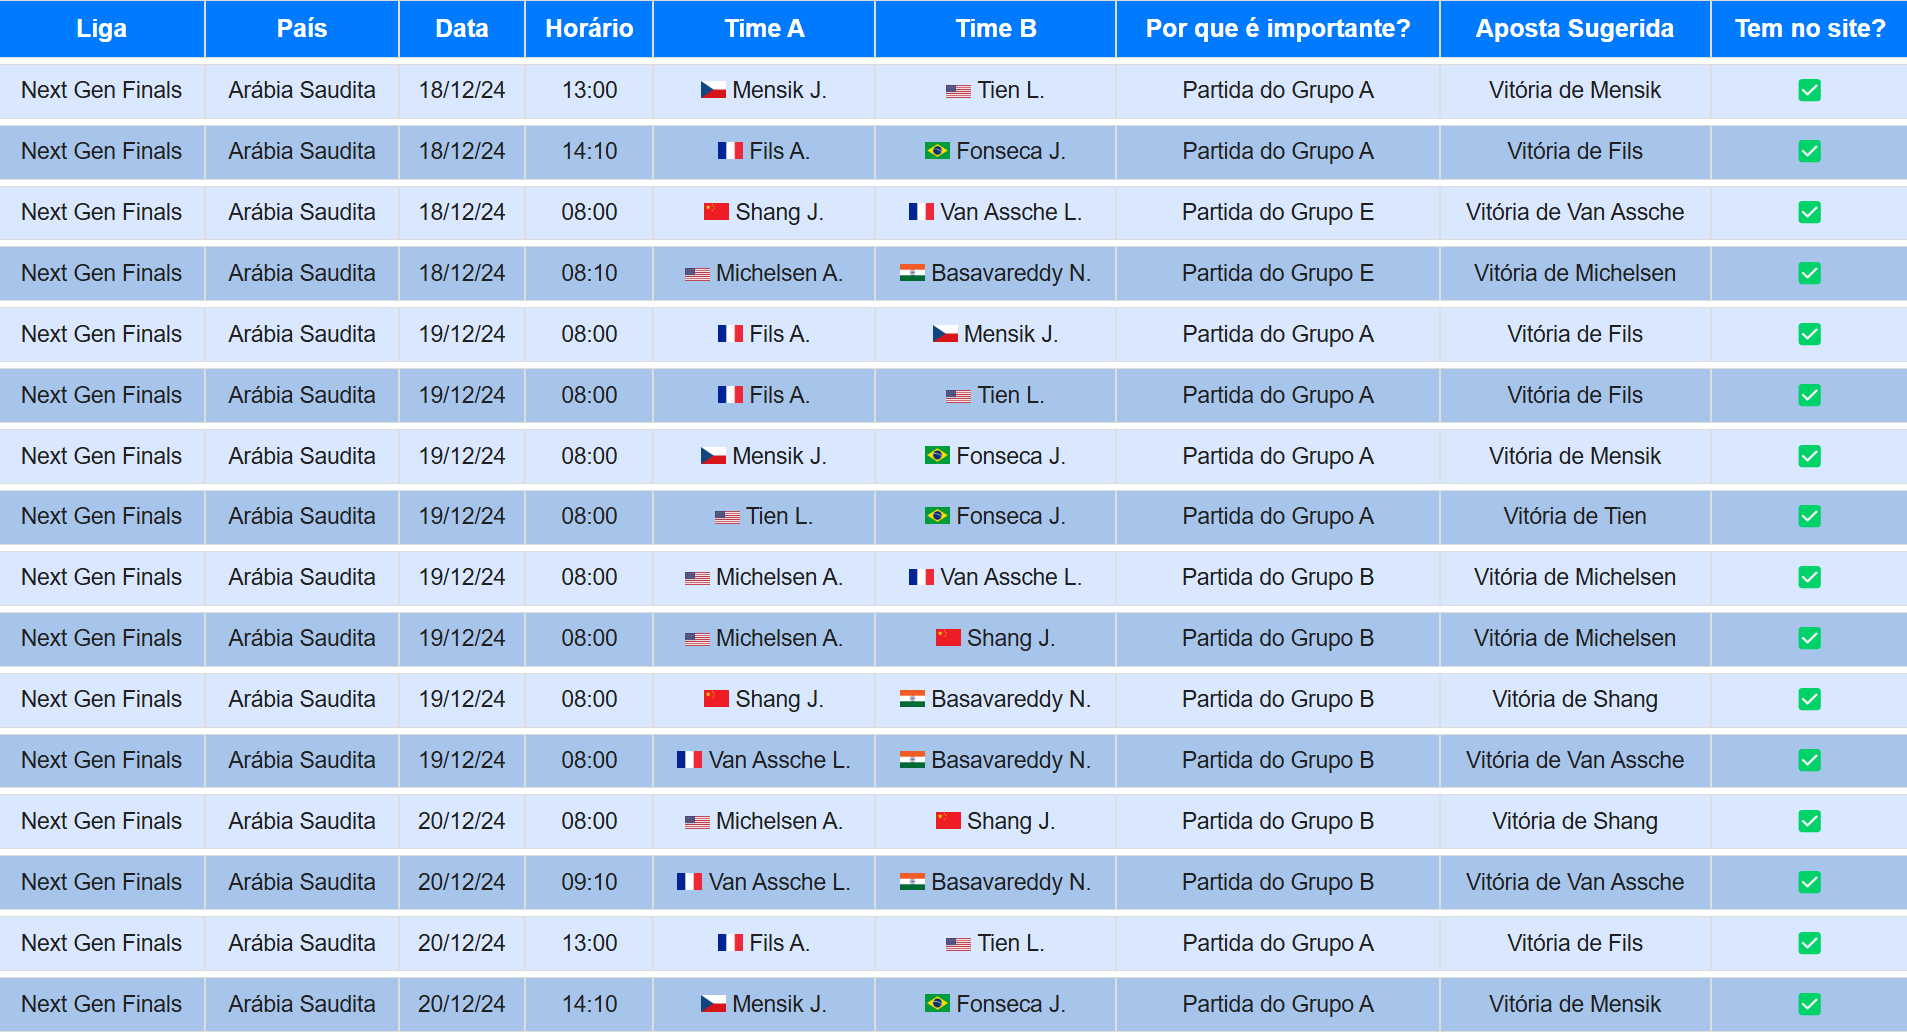 Liga País Data Horário Time A Time B Por que é importante? Aposta Sugerida Tem no site?
Next Gen Finals Arábia Saudita 18/12/24 13:00 Mensik J. Tien L. Partida do Grupo A Vitória de Mensik
Next Gen Finals Arábia Saudita 18/12/24 14:10 Fils A. Fonseca J. Partida do Grupo A Vitória de Fils
Next Gen Finals Arábia Saudita 18/12/24 08:00 Shang J. Van Assche L. Partida do Grupo E Vitória de Van Assche
Next Gen Finals Arábia Saudita 18/12/24 08:10 Michelsen A. Basavareddy N. Partida do Grupo E Vitória de Michelsen
Next Gen Finals Arábia Saudita 19/12/24 08:00 Fils A. Mensik J. Partida do Grupo A Vitória de Fils
Next Gen Finals Arábia Saudita 19/12/24 08:00 Fils A. Tien L. Partida do Grupo A Vitória de Fils
Next Gen Finals Arábia Saudita 19/12/24 08:00 Mensik J. Fonseca J. Partida do Grupo A Vitória de Mensik
Next Gen Finals Arábia Saudita 19/12/24 08:00 Tien L. Fonseca J. Partida do Grupo A Vitória de Tien
Next Gen Finals Arábia Saudita 19/12/24 08:00 Michelsen A. Van Assche L. Partida do Grupo B Vitória de Michelsen
Next Gen Finals Arábia Saudita 19/12/24 08:00 Michelsen A. Shang J. Partida do Grupo B Vitória de Michelsen
Next Gen Finals Arábia Saudita 19/12/24 08:00 Shang J. Basavareddy N. Partida do Grupo B Vitória de Shang
Next Gen Finals Arábia Saudita 19/12/24 08:00 Van Assche L. Basavareddy N. Partida do Grupo B Vitória de Van Assche
Next Gen Finals Arábia Saudita 20/12/24 08:00 Michelsen A. Shang J. Partida do Grupo B Vitória de Shang
Next Gen Finals Arábia Saudita 20/12/24 09:10 Van Assche L. Basavareddy N. Partida do Grupo B Vitória de Van Assche
Next Gen Finals Arábia Saudita 20/12/24 13:00 Fils A. Tien L. Partida do Grupo A Vitória de Fils
Next Gen Finals Arábia Saudita 20/12/24 14:10 Mensik J. Fonseca J. Partida do Grupo A Vitória de Mensik